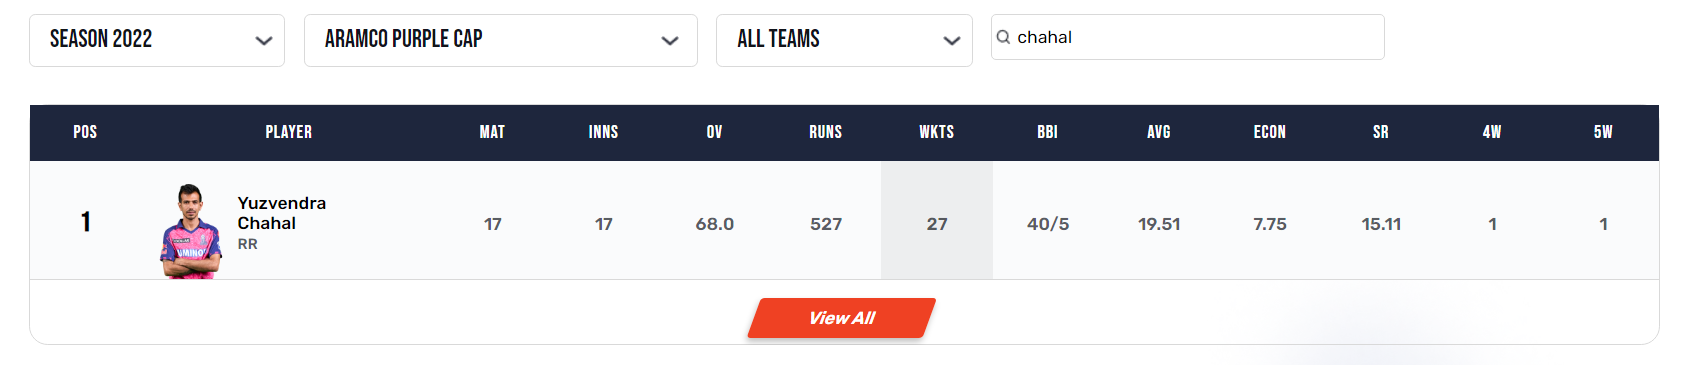 SEASON 2022 ARAMCO PURPLE CAP ALL TEAMS chahal
POS PLAYER MAT INNS OV RUNS WKTS BBI AVG ECON SR 4W 5W
1 Yuzvendra Chahal RR 17 17 68.0 527 27 40/5 19.51 7.75 15.11 1 1
View All